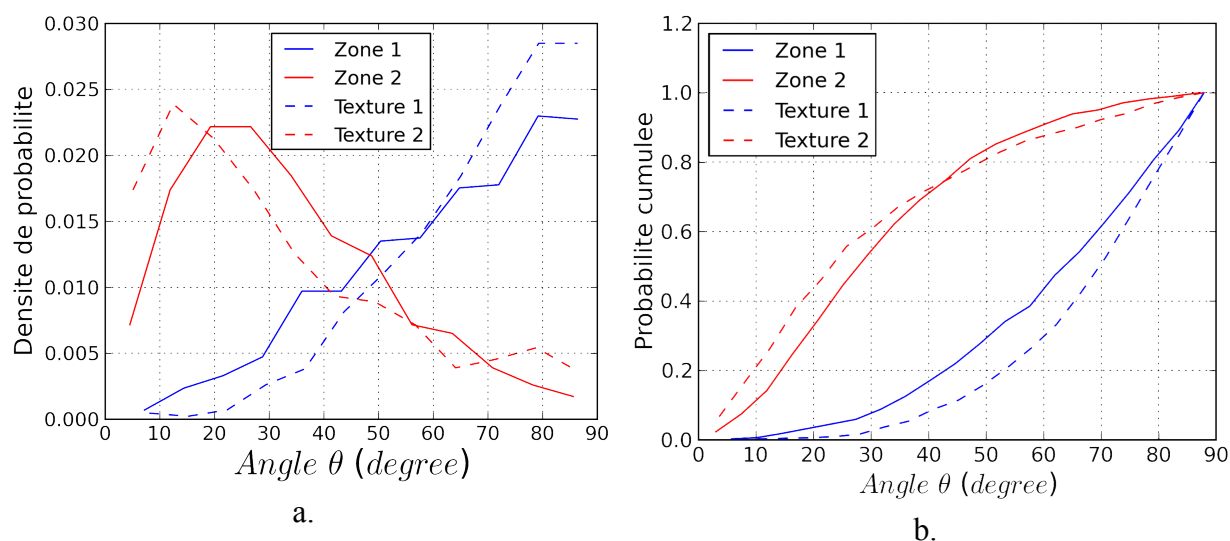 0.030
0.025
0.020
0.015
0.010
0.005
0.000
Densite de probabilite
Zone 1
Zone 2
Texture 1
Texture 2
0 10 20 30 40 50 60 70 80 90
Angle θ (degree)
a.
1.2
1.0
0.8
0.6
0.4
0.2
0.0
Probabilite cumulee
Zone 1
Zone 2
Texture 1
Texture 2
0 10 20 30 40 50 60 70 80 90
Angle θ (degree)
b.